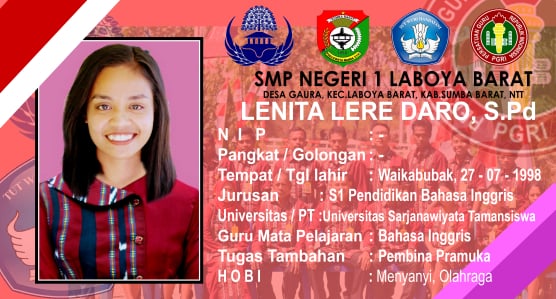 SMP NEGERI 1 LABOYA BARAT
DESA GAURA, KEC.LABOYA BARAT, KAB.SUMBA BARAT, NTT
LENITA LERE DARO, S.Pd
N I P : -
Pangkat / Golongan : -
Tempat / Tgl lahir : Waikabubak, 27 - 07 - 1998
Jurusan : S1 Pendidikan Bahasa Inggris
Universitas / PT : Universitas Sarjanawiyata Tamansiswa
Guru Mata Pelajaran : Bahasa Inggris
Tugas Tambahan : Pembina Pramuka
H O B I : Menyanyi, Olahraga